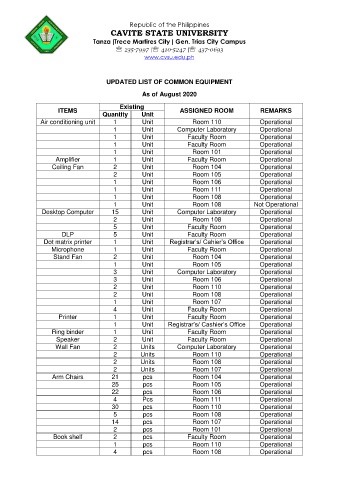 Republic of the Philippines
CAVITE STATE UNIVERSITY
Tanza |Trece Martires City | Gen. Trias City Campus
☎ 235-7997 |☎ 410-5247 |☎ 437-0693
www.cvsu.edu.ph
UPDATED LIST OF COMMON EQUIPMENT
As of August 2020
ITEMS Existing ASSIGNED ROOM REMARKS
Quantity Unit
Air conditioning unit 1 Unit Room 110 Operational
1 Unit Computer Laboratory Operational
1 Unit Faculty Room Operational
1 Unit Faculty Room Operational
1 Unit Room 101 Operational
Amplifier 1 Unit Faculty Room Operational
Ceiling Fan 2 Unit Room 104 Operational
2 Unit Room 105 Operational
1 Unit Room 106 Operational
1 Unit Room 111 Operational
1 Unit Room 108 Operational
1 Unit Room 108 Not Operational
Desktop Computer 15 Unit Computer Laboratory Operational
2 Unit Room 108 Operational
5 Unit Faculty Room Operational
DLP 5 Unit Faculty Room Operational
Dot matrix printer 1 Unit Registrar's/ Cahier's Office Operational
Microphone 1 Unit Faculty Room Operational
Stand Fan 2 Unit Room 104 Operational
1 Unit Room 105 Operational
3 Unit Computer Laboratory Operational
3 Unit Room 106 Operational
2 Unit Room 110 Operational
2 Unit Room 108 Operational
1 Unit Room 107 Operational
4 Unit Faculty Room Operational
Printer 1 Unit Faculty Room Operational
1 Unit Registrar's/ Cashier's Office Operational
Ring binder 1 Unit Faculty Room Operational
Speaker 2 Unit Faculty Room Operational
Wall Fan 2 Units Computer Laboratory Operational
2 Units Room 110 Operational
2 Units Room 108 Operational
2 Units Room 107 Operational
Arm Chairs 21 pcs Room 104 Operational
25 pcs Room 105 Operational
22 pcs Room 106 Operational
4 Pcs Room 111 Operational
30 pcs Room 110 Operational
5 pcs Room 108 Operational
14 pcs Room 107 Operational
2 pcs Room 101 Operational
Book shelf 2 pcs Faculty Room Operational
1 pcs Room 110 Operational
4 pcs Room 108 Operational